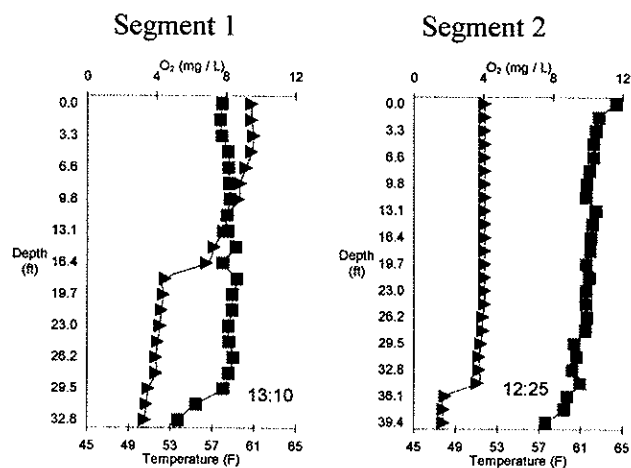 Segment 1
Segment 2
O2 (mg / L)
0 4 8 12
0.0
3.3
6.6
9.8
13.1
16.4
19.7
23.0
26.2
29.5
32.8
Depth
(ft)
13:10
45 49 53 57 61 65
Temperature (F)
O2 (mg / L)
0 4 8 12
0.0
3.3
6.6
9.8
13.1
16.4
19.7
23.0
26.2
29.5
32.8
36.1
39.4
Depth
(ft)
12:25
45 49 53 57 61 65
Temperature (F)